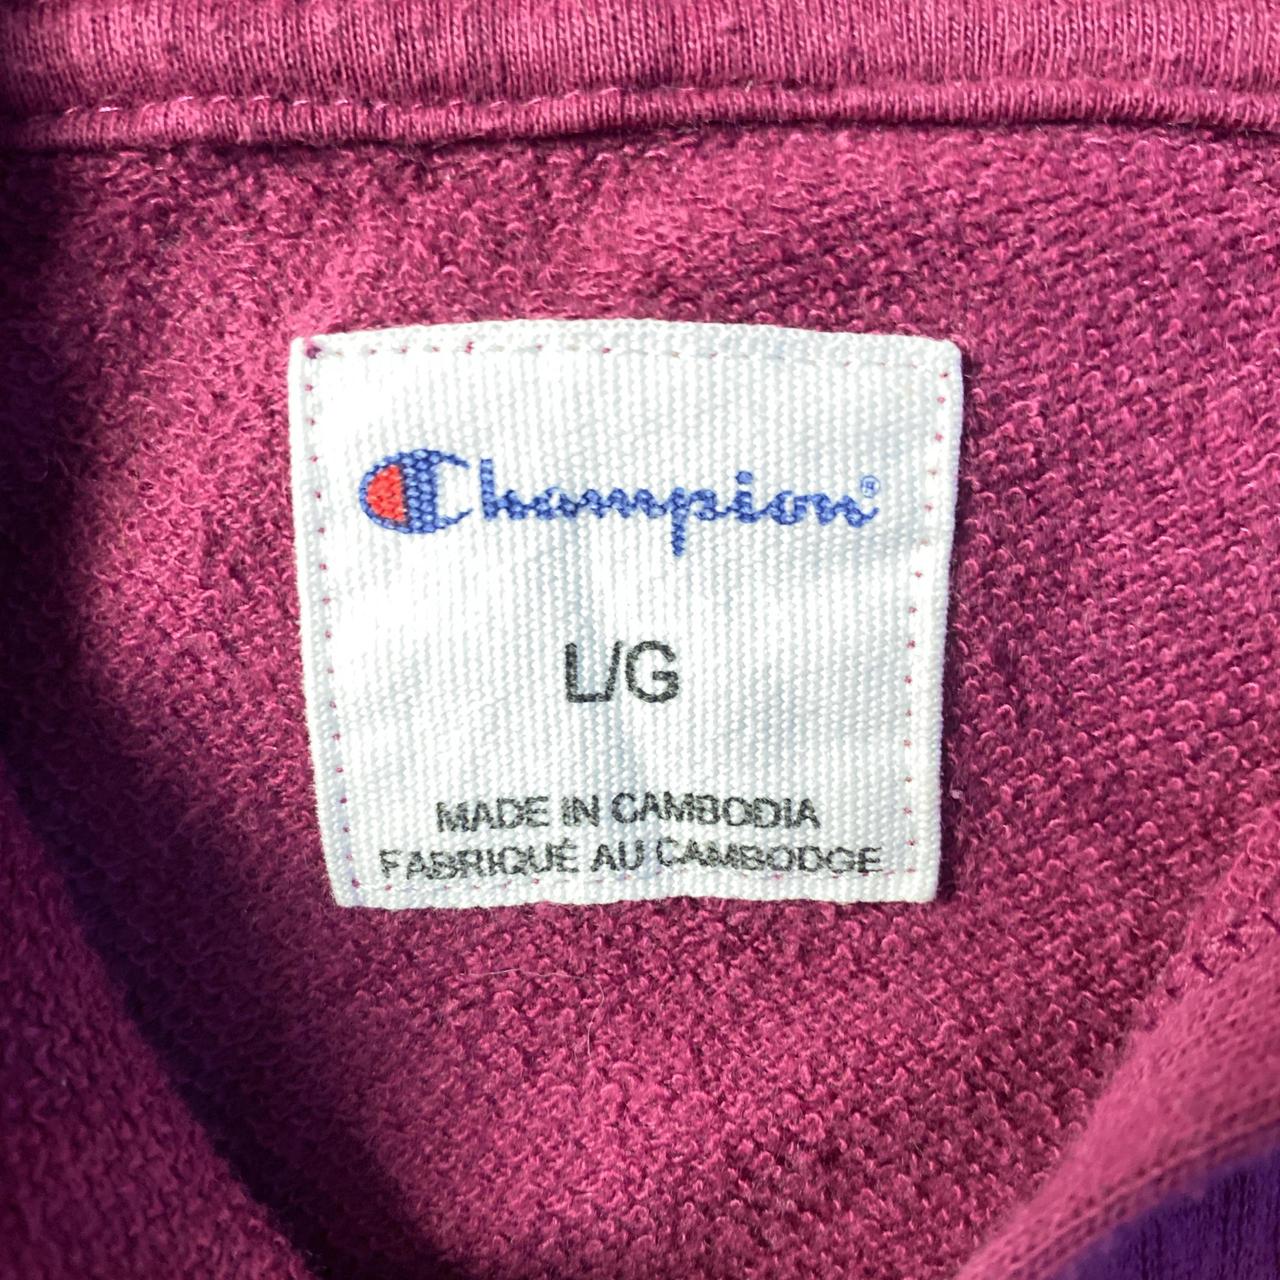 Champion®
L/G
MADE IN CAMBODIA
FABRIQUÉ AU CAMBODGE